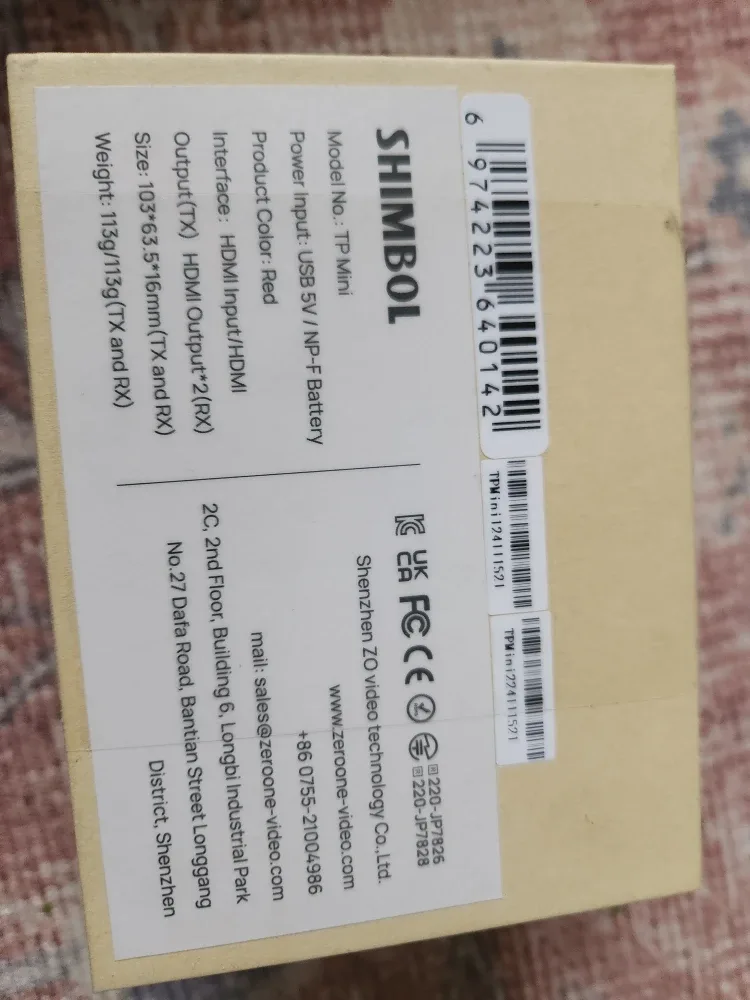 6 974223 640142
TPMini124111521
TPMini224111521
SHIMBOL
Model No.: TP Mini
Power Input: USB 5V / NP-F Battery
Product Color: Red
Interface: HDMI Input/HDMI
Output(TX) HDMI Output*2(RX)
Size: 103*63.5*16mm(TX and RX)
Weight: 113g/113g(TX and RX)
UK
CA FC CE
220-JP7826
220-JP7828
Shenzhen ZO video technology Co.,Ltd.
www.zeroone-video.com
+86 0755-21004986
mail: sales@zeroone-video.com
2C, 2nd Floor, Building 6, Longbi Industrial Park
No.27 Dafa Road, Bantian Street Longgang
District, Shenzhen